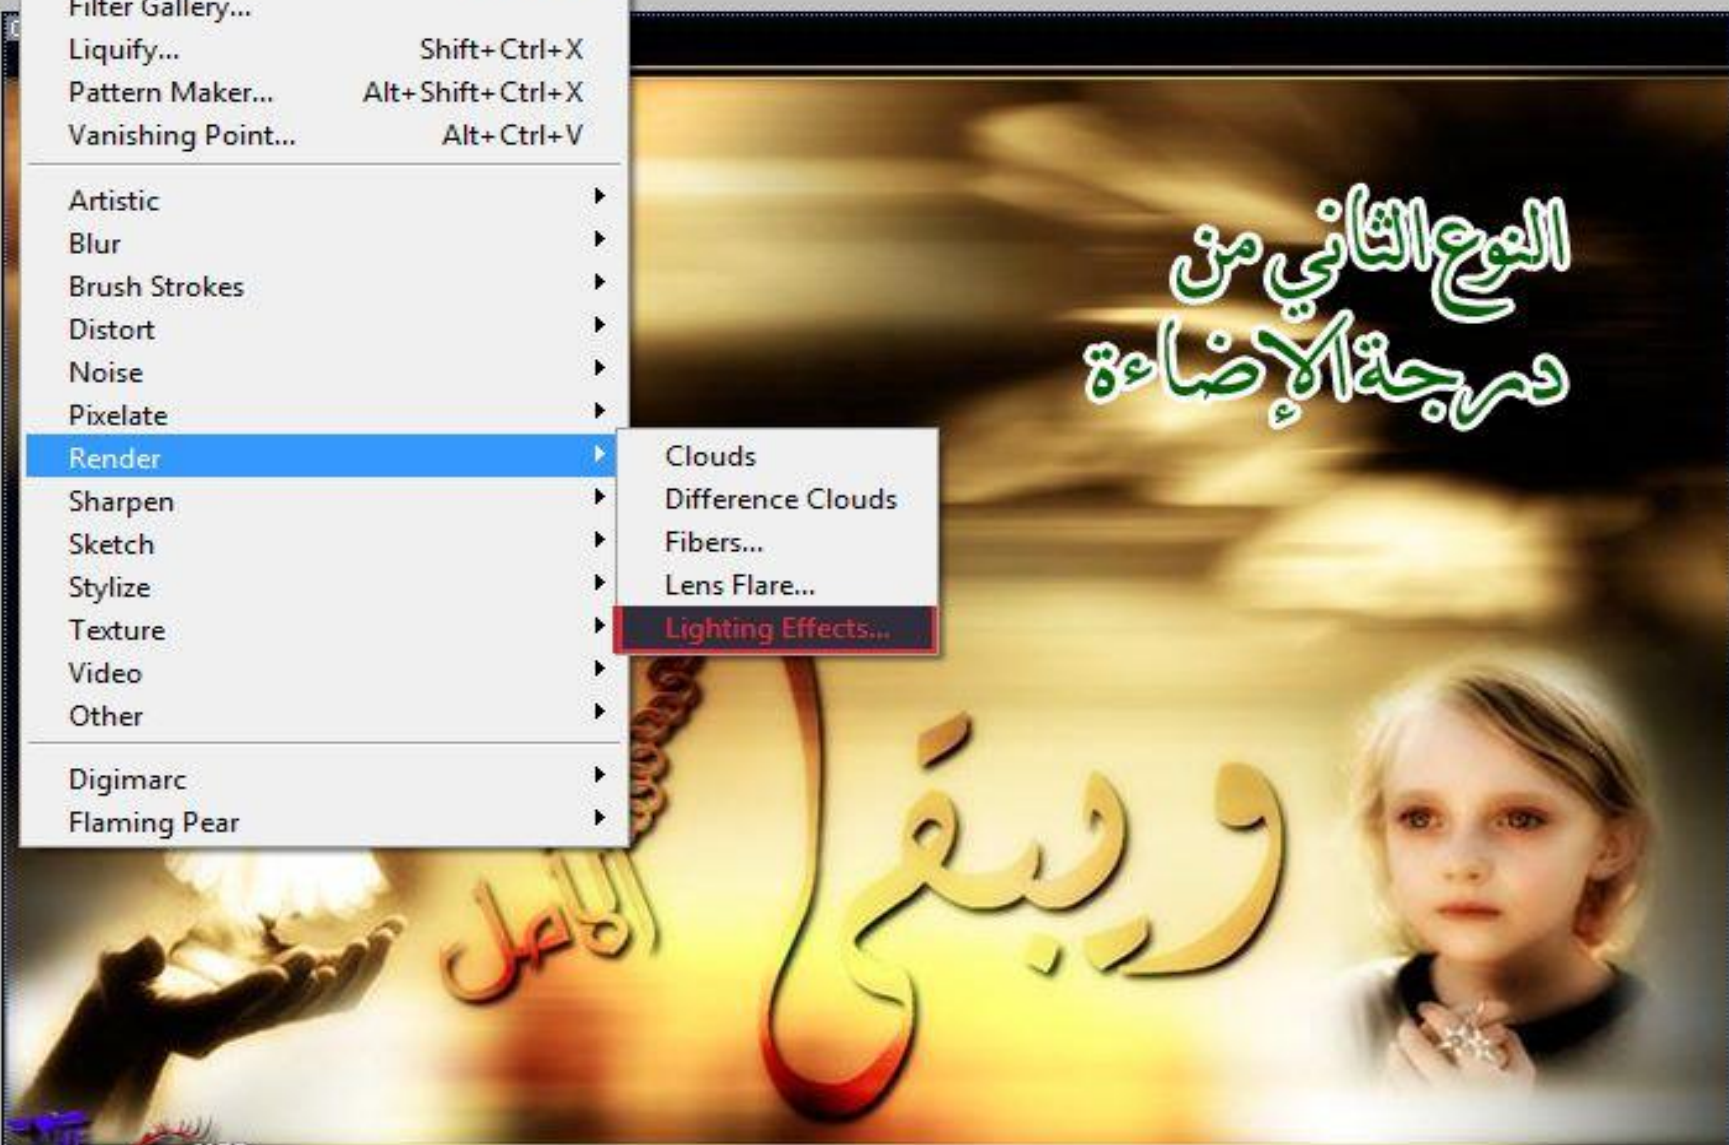 Filter Gallery...
Liquify... Shift+Ctrl+X
Pattern Maker... Alt+Shift+Ctrl+X
Vanishing Point... Alt+Ctrl+V
Artistic
Blur
Brush Strokes
Distort
Noise
Pixelate
Render
Sharpen
Sketch
Stylize
Texture
Video
Other
Digimarc
Flaming Pear
Clouds
Difference Clouds
Fibers...
Lens Flare...
Lighting Effects...
النوع الثاني من
درجة الإضاءة
ويبقى
الأمل